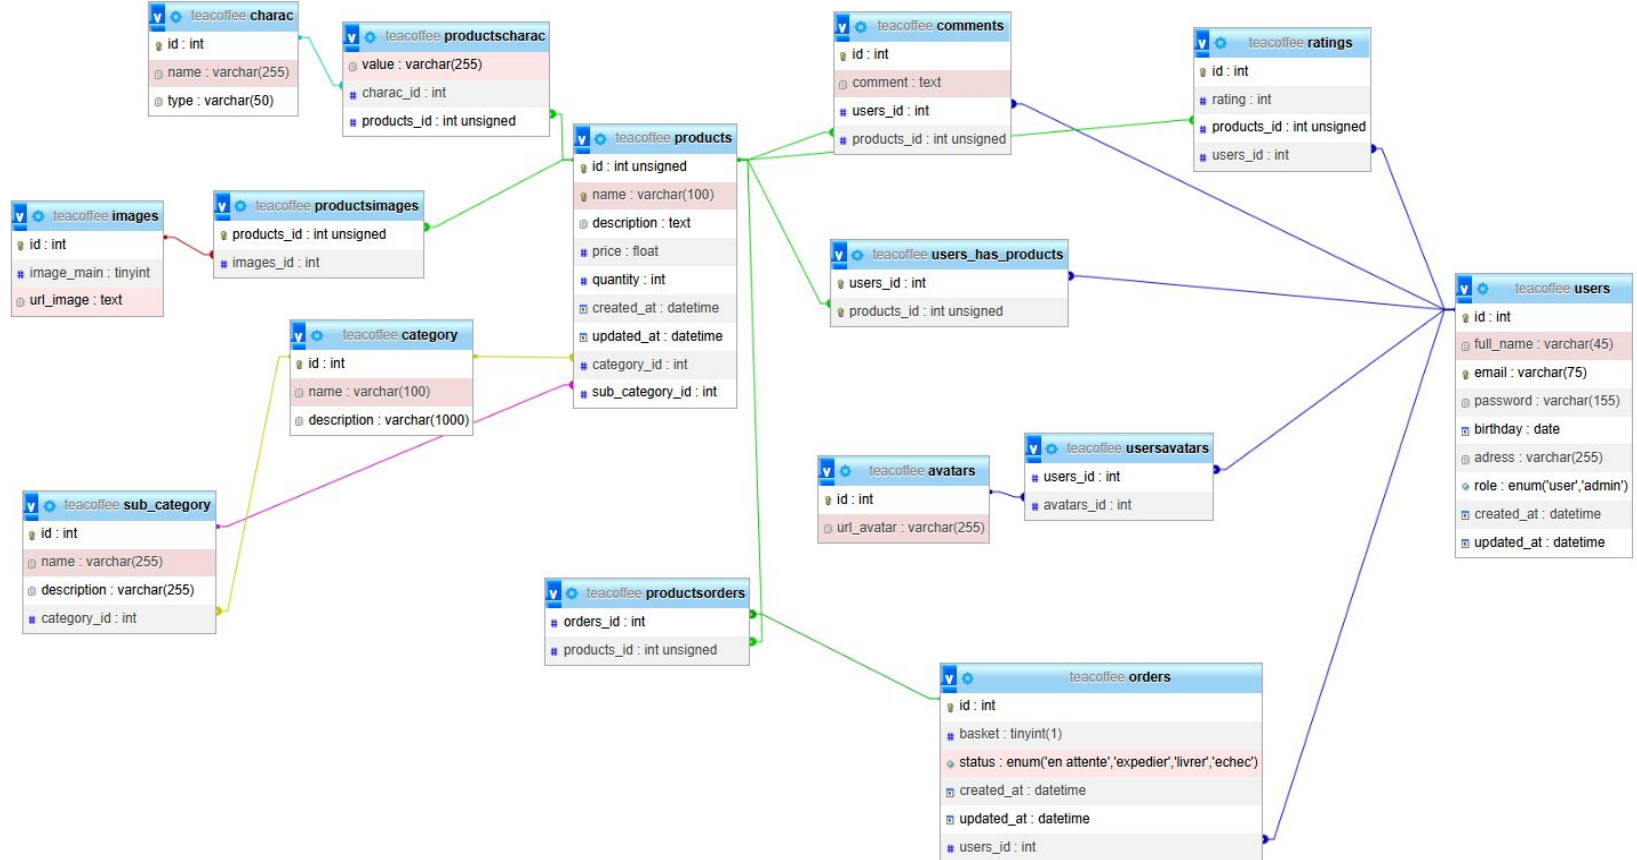 teacoffee charac
id : int
name : varchar(255)
type : varchar(50)
teacoffee productscharac
value : varchar(255)
charac_id : int
products_id : int unsigned
teacoffee comments
id : int
comment : text
users_id : int
products_id : int unsigned
teacoffee ratings
id : int
rating : int
products_id : int unsigned
users_id : int
teacoffee products
id : int unsigned
name : varchar(100)
description : text
price : float
quantity : int
created_at : datetime
updated_at : datetime
category_id : int
sub_category_id : int
teacoffee images
id : int
image_main : tinyint
url_image : text
teacoffee productsimages
products_id : int unsigned
images_id : int
teacoffee users_has_products
users_id : int
products_id : int unsigned
teacoffee users
id : int
full_name : varchar(45)
email : varchar(75)
password : varchar(155)
birthday : date
adress : varchar(255)
role : enum('user','admin')
created_at : datetime
updated_at : datetime
teacoffee category
id : int
name : varchar(100)
description : varchar(1000)
teacoffee sub_category
id : int
name : varchar(255)
description : varchar(255)
category_id : int
teacoffee avatars
id : int
url_avatar : varchar(255)
teacoffee usersavatars
users_id : int
avatars_id : int
teacoffee productsorders
orders_id : int
products_id : int unsigned
teacoffee orders
id : int
basket : tinyint(1)
status : enum('en attente','expedier','livrer','echec')
created_at : datetime
updated_at : datetime
users_id : int